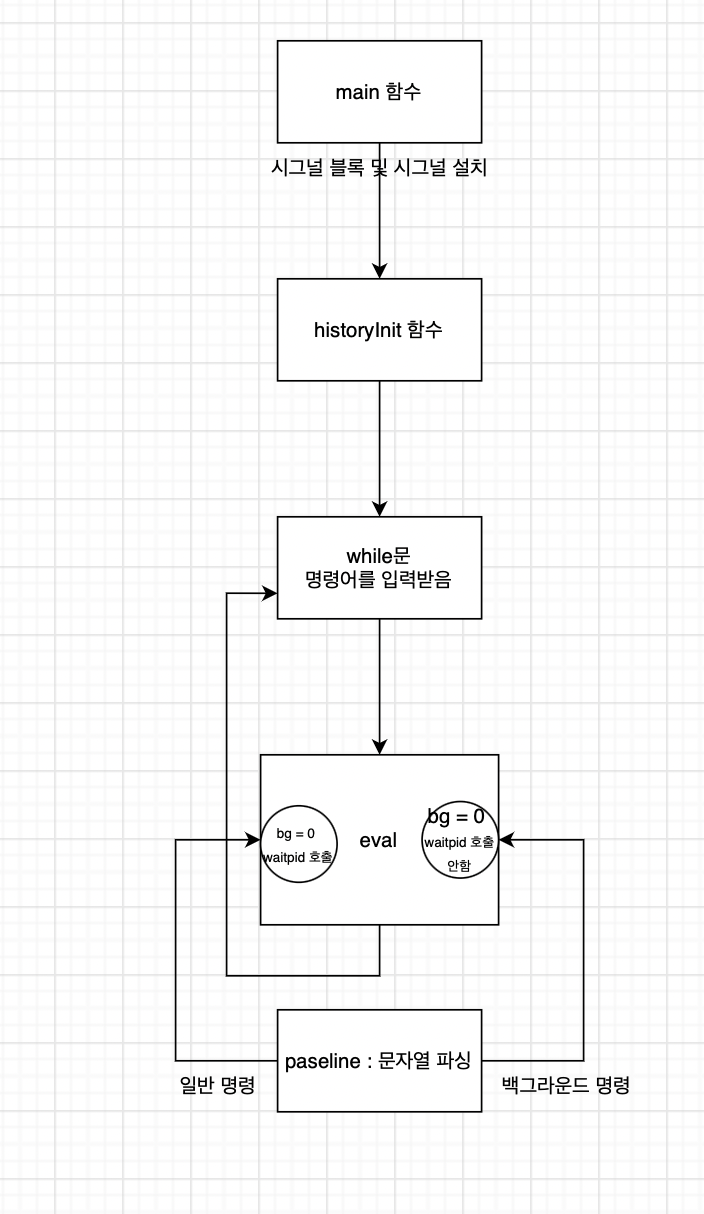 main 함수
시그널 블록 및 시그널 설치
historyInit 함수
while문
명령어를 입력받음
bg = 0
waitpid 호출
eval
bg = 0
waitpid 호출
안함
paseline : 문자열 파싱
일반 명령
백그라운드 명령